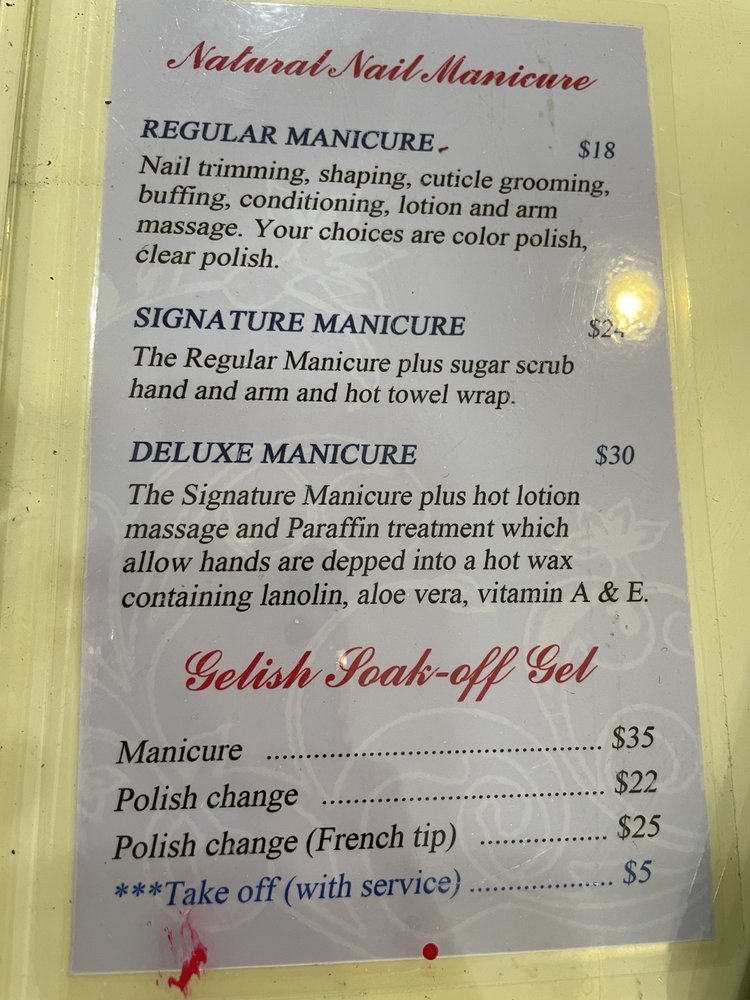 Natural Nail Manicure
REGULAR MANICURE $18
Nail trimming, shaping, cuticle grooming,
buffing, conditioning, lotion and arm
massage. Your choices are color polish,
clear polish.
SIGNATURE MANICURE
The Regular Manicure plus sugar scrub
hand and arm and hot towel wrap.
DELUXE MANICURE $30
The Signature Manicure plus hot lotion
massage and Paraffin treatment which
allow hands are depped into a hot wax
containing lanolin, aloe vera, vitamin A & E.
Gelish Soak-off Gel
Manicure ................................................ $35
Polish change ........................................ $22
Polish change (French tip) .................. $25
***Take off (with service) .................... $5